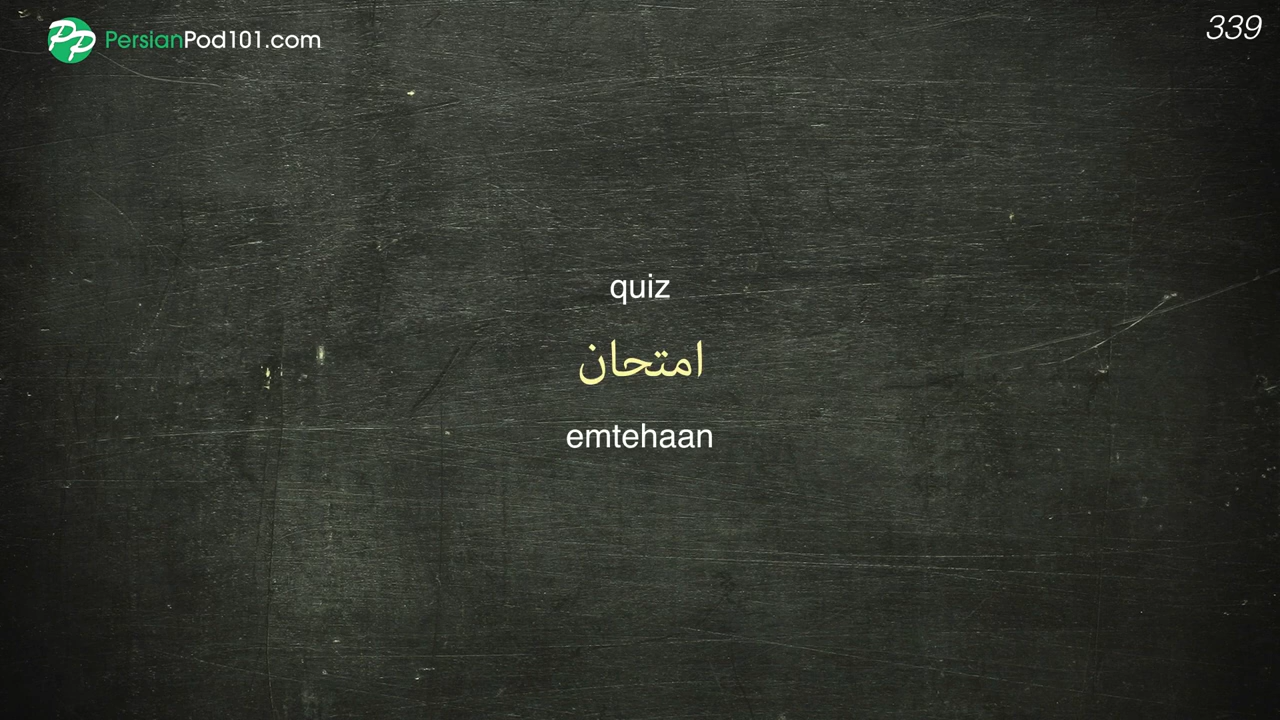 PersianPod101.com
339
quiz
امتحان
emtehaan